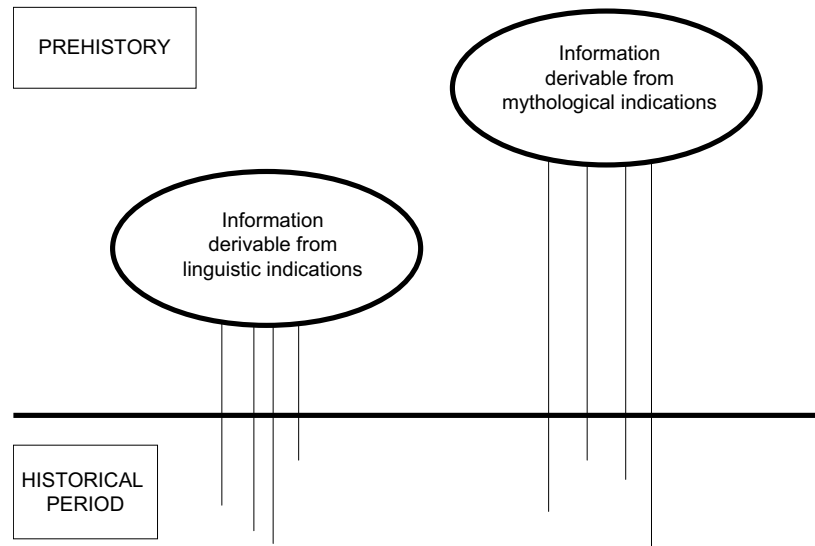 PREHISTORY
Information
derivable from
mythological indications
Information
derivable from
linguistic indications
HISTORICAL
PERIOD